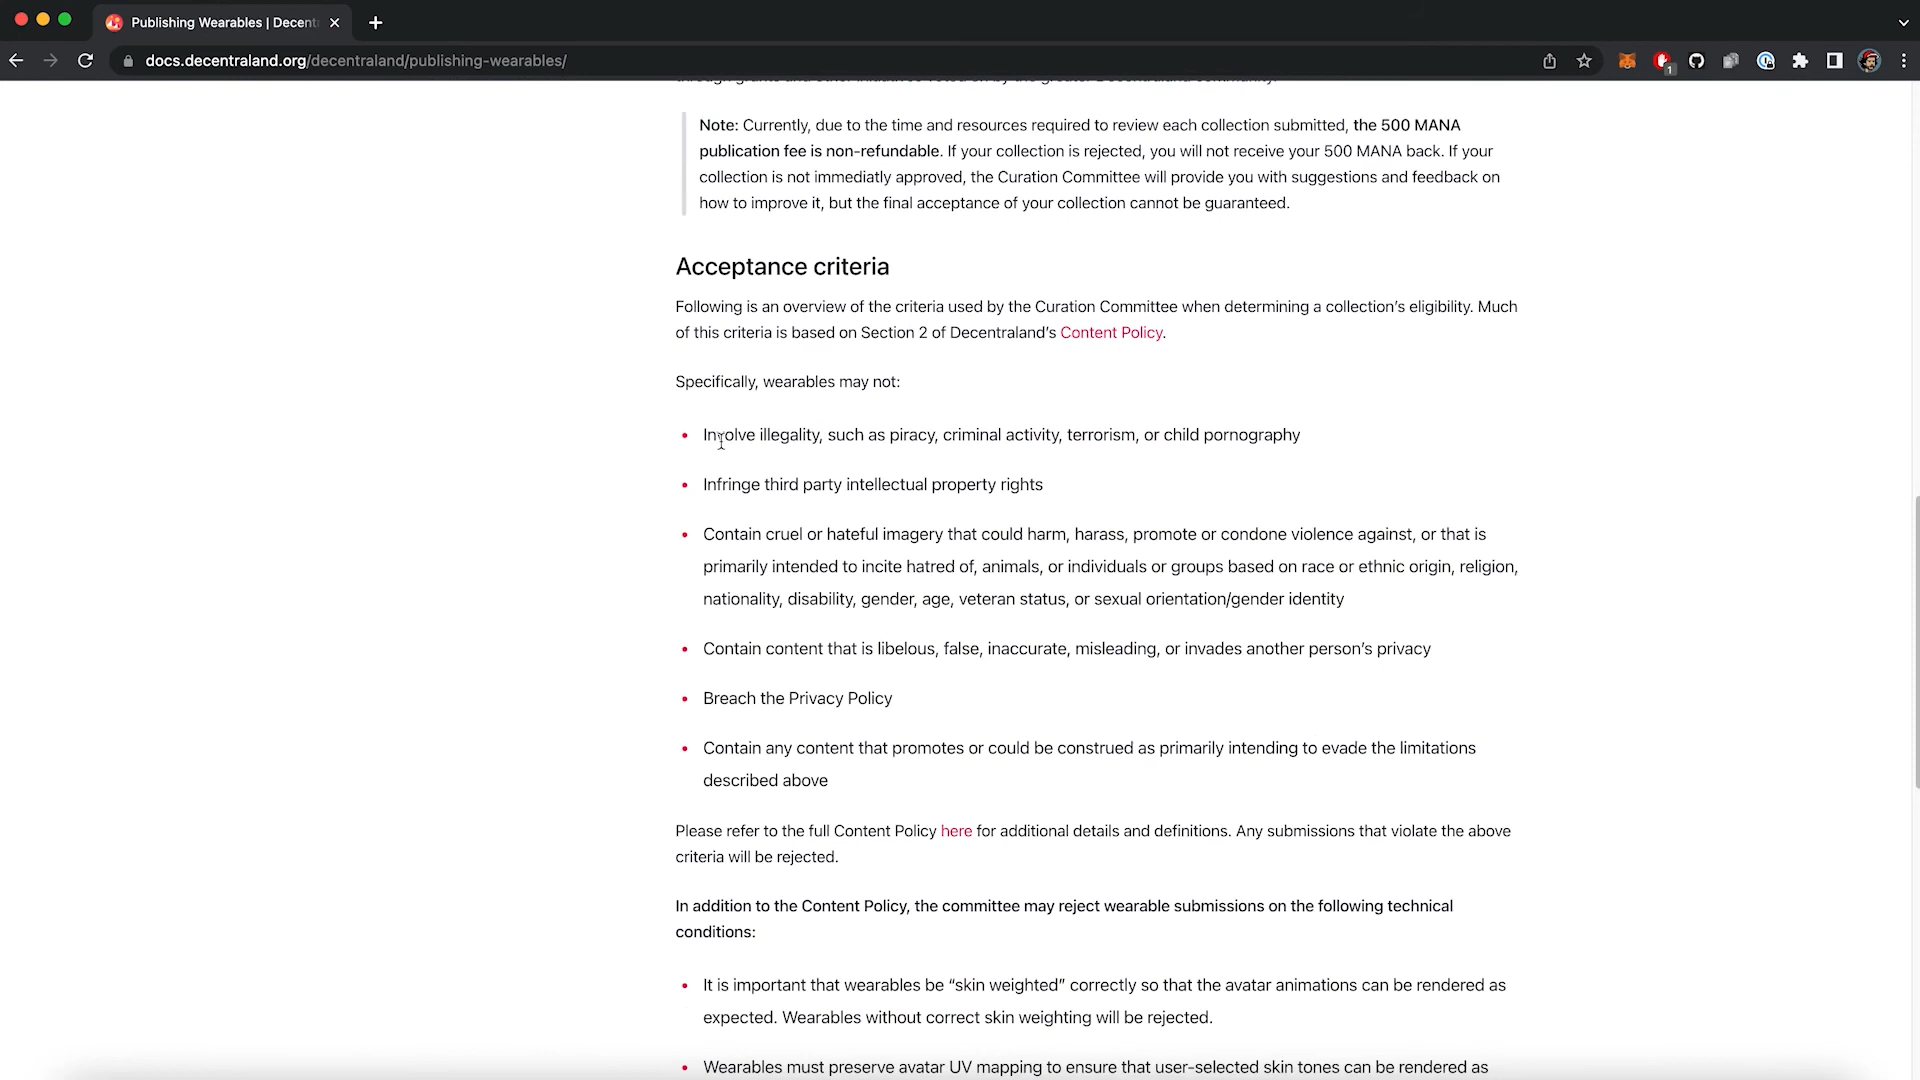 Publishing Wearables | Decent
docs.decentraland.org/decentraland/publishing-wearables/
1
through grants and other initiatives voted on by the greater Decentraland community.
Note: Currently, due to the time and resources required to review each collection submitted, the 500 MANA
publication fee is non-refundable. If your collection is rejected, you will not receive your 500 MANA back. If your
collection is not immediatly approved, the Curation Committee will provide you with suggestions and feedback on
how to improve it, but the final acceptance of your collection cannot be guaranteed.
Acceptance criteria
Following is an overview of the criteria used by the Curation Committee when determining a collection’s eligibility. Much
of this criteria is based on Section 2 of Decentraland’s Content Policy.
Specifically, wearables may not:
• Involve illegality, such as piracy, criminal activity, terrorism, or child pornography
• Infringe third party intellectual property rights
• Contain cruel or hateful imagery that could harm, harass, promote or condone violence against, or that is
primarily intended to incite hatred of, animals, or individuals or groups based on race or ethnic origin, religion,
nationality, disability, gender, age, veteran status, or sexual orientation/gender identity
• Contain content that is libelous, false, inaccurate, misleading, or invades another person’s privacy
• Breach the Privacy Policy
• Contain any content that promotes or could be construed as primarily intending to evade the limitations
described above
Please refer to the full Content Policy here for additional details and definitions. Any submissions that violate the above
criteria will be rejected.
In addition to the Content Policy, the committee may reject wearable submissions on the following technical
conditions:
• It is important that wearables be “skin weighted” correctly so that the avatar animations can be rendered as
expected. Wearables without correct skin weighting will be rejected.
• Wearables must preserve avatar UV mapping to ensure that user-selected skin tones can be rendered as